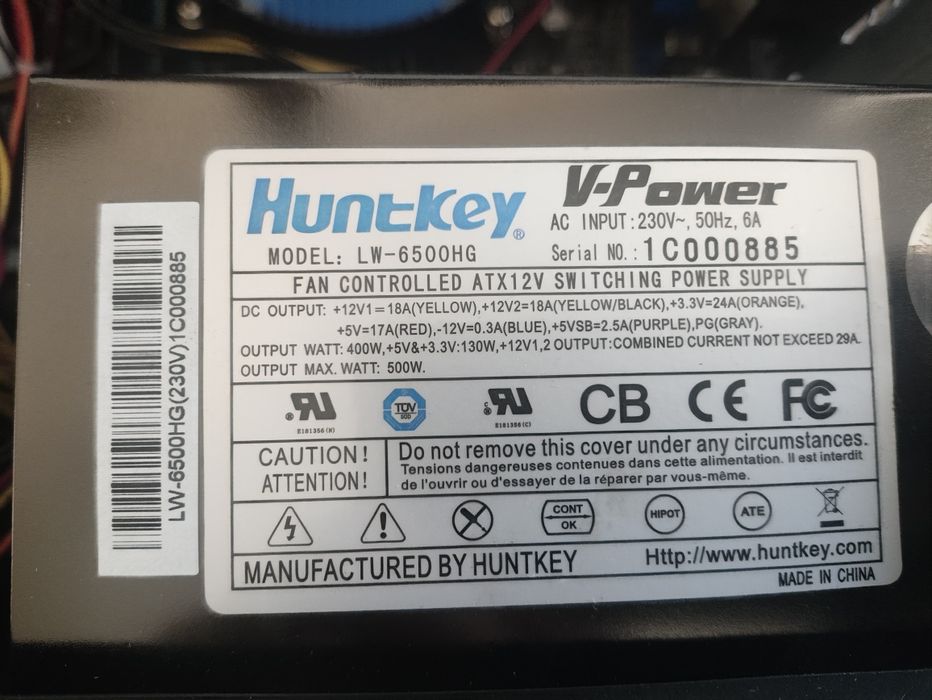 Huntkey®
V-Power
AC INPUT:230V~, 50Hz, 6A
MODEL: LW-6500HG
Serial NO.:1C000885
FAN CONTROLLED ATX12V SWITCHING POWER SUPPLY
DC OUTPUT: +12V1=18A(YELLOW),+12V2=18A(YELLOW/BLACK),+3.3V=24A(ORANGE),
+5V=17A(RED),-12V=0.3A(BLUE),+5VSB=2.5A(PURPLE),PG(GRAY).
OUTPUT WATT: 400W,+5V&+3.3V:130W,+12V1,2 OUTPUT:COMBINED CURRENT NOT EXCEED 29A.
OUTPUT MAX. WATT: 500W.
RU® E181356 (N)
TÜV
SÜD
c RU® E181356 (C)
CB CE FC
CAUTION!
ATTENTION!
Do not remove this cover under any circumstances.
Tensions dangereuses contenues dans cette alimentation. Il est interdit
de l'ouvrir ou d'essayer de la réparer par vous-même.
CONT
OK
HIPOT
ATE
MANUFACTURED BY HUNTKEY
Http://www.huntkey.com
MADE IN CHINA
LW-6500HG(230V)1C000885